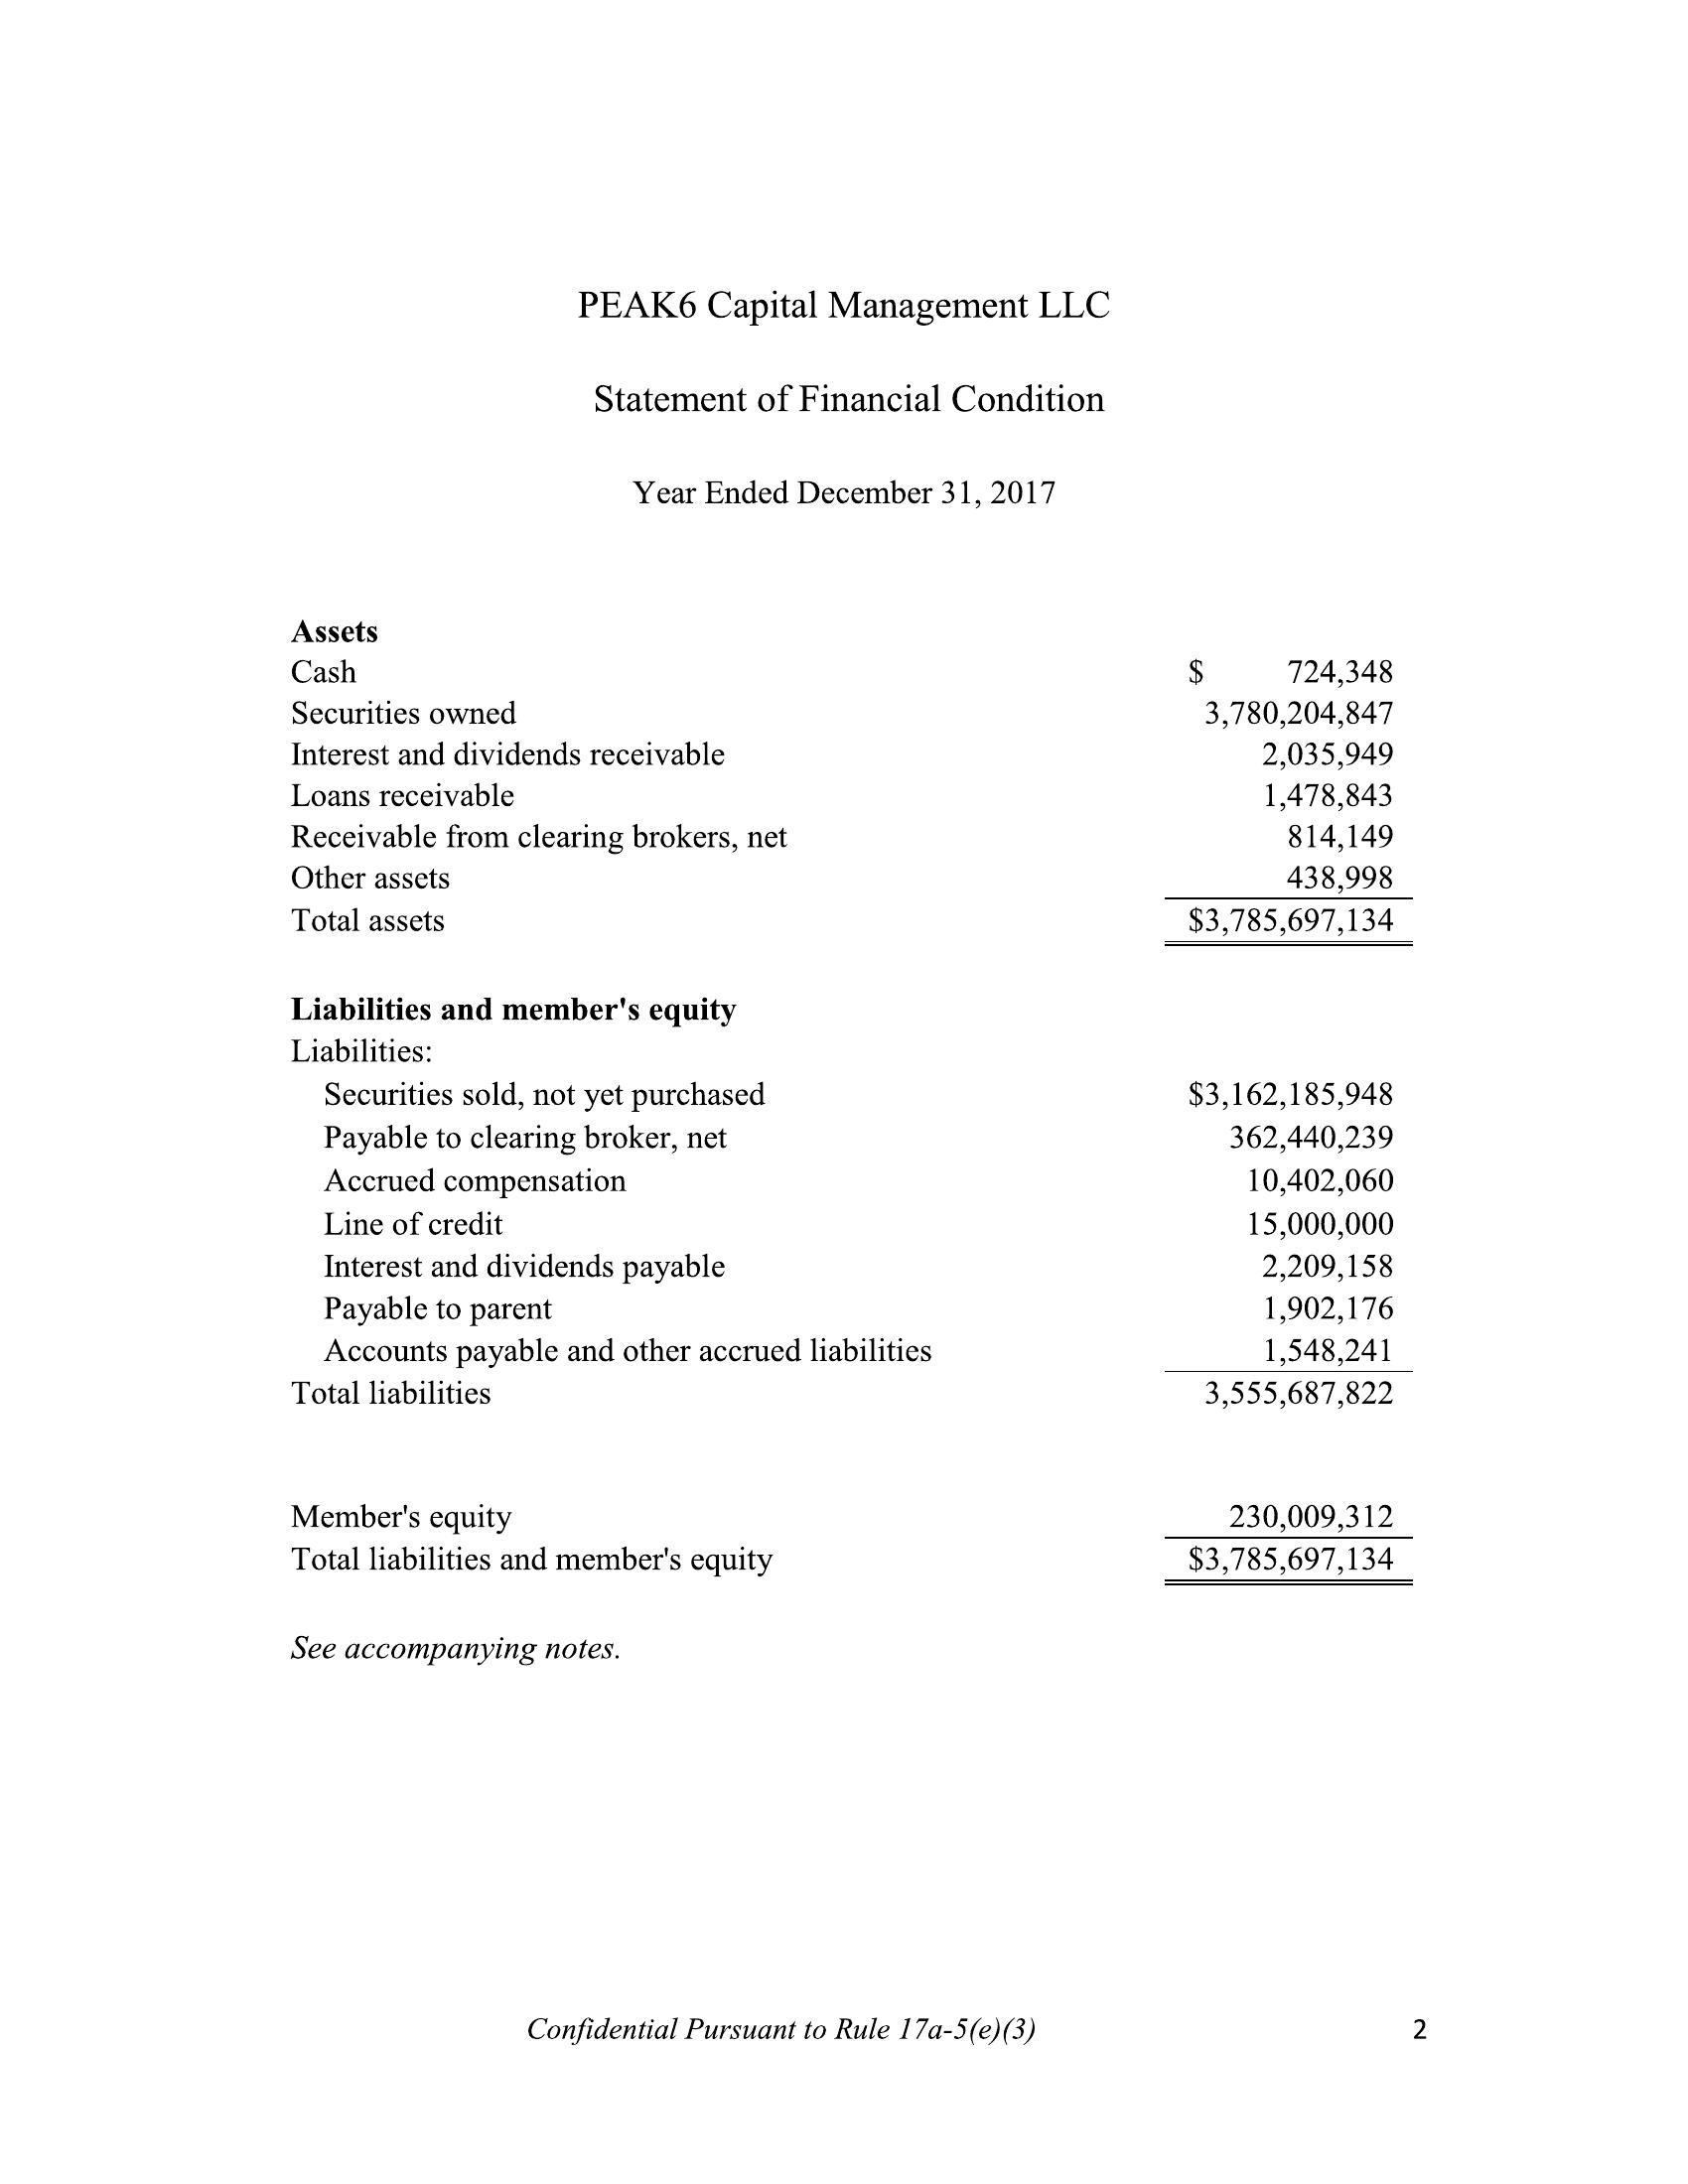 PEAK6 Capital Management LLC
Statement of Financial Condition
Year Ended December 31, 2017
Assets
Cash $ 724,348
Securities owned 3,780,204,847
Interest and dividends receivable 2,035,949
Loans receivable 1,478,843
Receivable from clearing brokers, net 814,149
Other assets 438,998
Total assets $3,785,697,134
Liabilities and member's equity
Liabilities:
Securities sold, not yet purchased $3,162,185,948
Payable to clearing broker, net 362,440,239
Accrued compensation 10,402,060
Line of credit 15,000,000
Interest and dividends payable 2,209,158
Payable to parent 1,902,176
Accounts payable and other accrued liabilities 1,548,241
Total liabilities 3,555,687,822
Member's equity 230,009,312
Total liabilities and member's equity $3,785,697,134
See accompanying notes.
Confidential Pursuant to Rule 17a-5(e)(3) 2